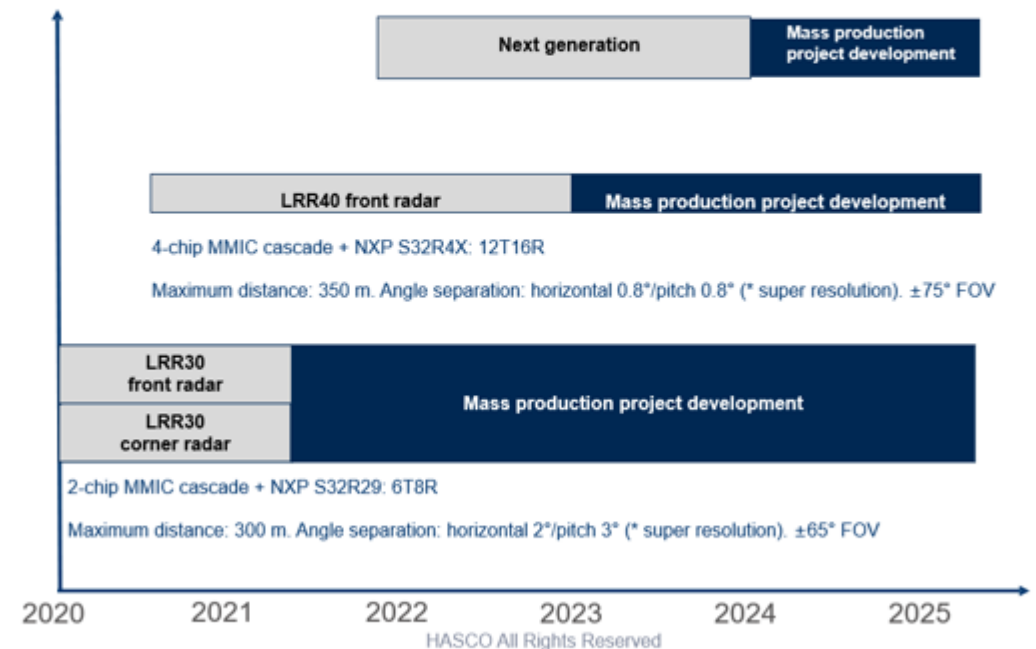 Next generation
Mass production
project development
LRR40 front radar
Mass production project development
4-chip MMIC cascade + NXP S32R4X: 12T16R
Maximum distance: 350 m. Angle separation: horizontal 0.8°/pitch 0.8° (* super resolution). ±75° FOV
LRR30
front radar
LRR30
corner radar
Mass production project development
2-chip MMIC cascade + NXP S32R29: 6T8R
Maximum distance: 300 m. Angle separation: horizontal 2°/pitch 3° (* super resolution). ±65° FOV
2020 2021 2022 2023 2024 2025
HASCO All Rights Reserved